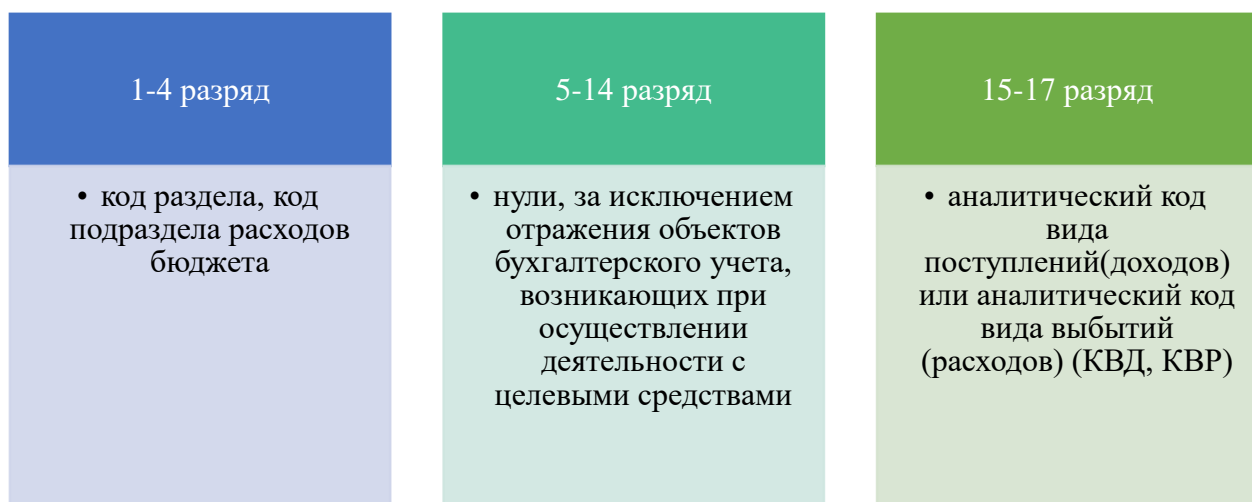 1-4 разряд
• код раздела, код
подраздела расходов
бюджета
5-14 разряд
• нули, за исключением
отражения объектов
бухгалтерского учета,
возникающих при
осуществлении
деятельности с
целевыми средствами
15-17 разряд
• аналитический код
вида
поступлений(доходов)
или аналитический код
вида выбытий
(расходов) (КВД, КВР)